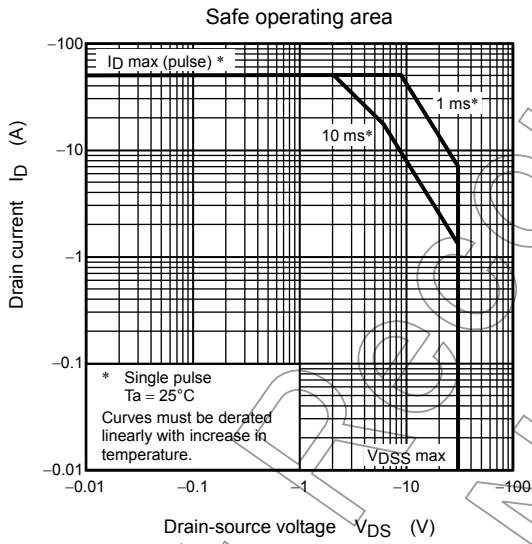 Safe operating area
−100
ID max (pulse) *
1 ms*
10 ms*
−10
−1
−0.1
−0.01
Drain current ID (A)
* Single pulse
Ta = 25°C
Curves must be derated
linearly with increase in
temperature.
VDSS max
−0.01
−0.1
−1
−10
−100
Drain-source voltage VDS (V)